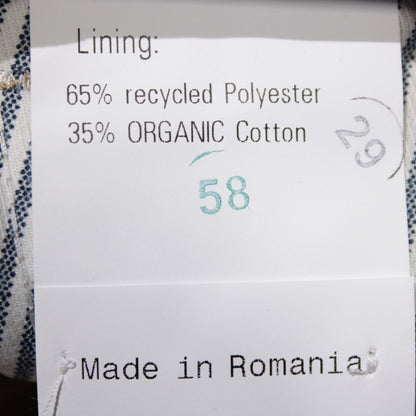 Lining:
65% recycled Polyester
35% ORGANIC Cotton
29
58
Made in Romania